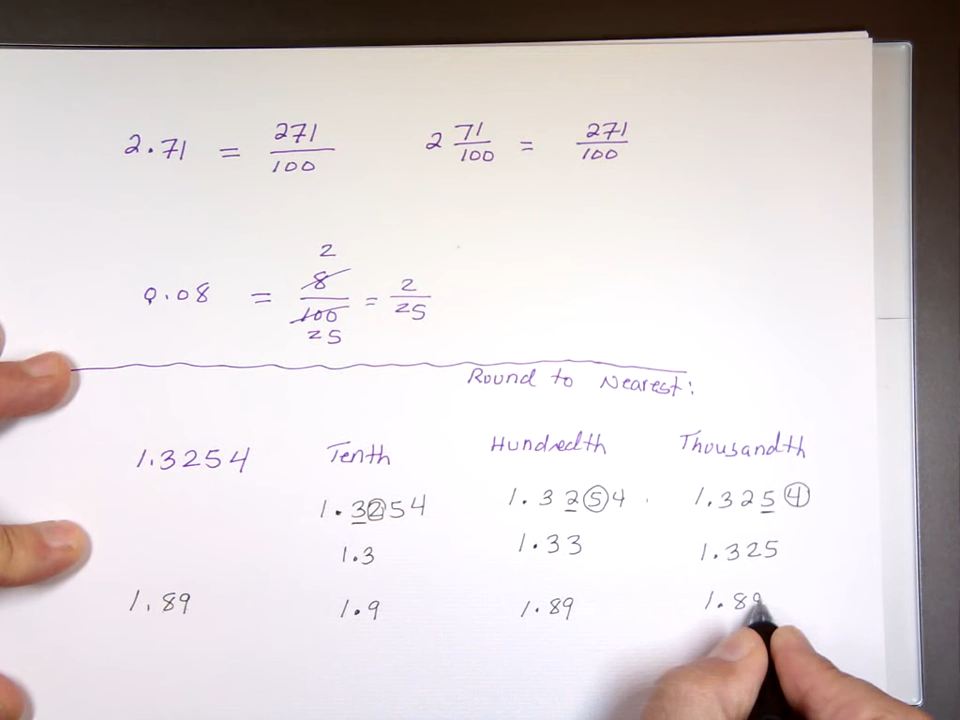 2.71 = 271/100 2 71/100 = 271/100
0.08 = 8/100 = 2/25
2
25
Round to Nearest:
1.3254 Tenth Hundredth Thousandth
1.3254 1.3254 1.3254
1.3 1.33 1.325
1.89 1.9 1.89 1.89